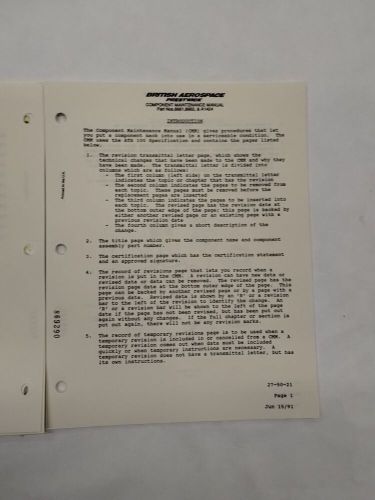 BRITISH AEROSPACE
PRESTWICK
COMPONENT MAINTENANCE MANUAL
INTRODUCTION
The Component Maintenance Manual (CMM) gives procedures that let
you put a component back into use in a serviceable condition. The
CMM uses the ATA 100 Specification and contains the pages listed
below.
1. The revision transmittal letter page, which shows the
technical changes that have been made to the CMM and why they
have been made. The transmittal letter is divided into
columns which are as follows:
- The first column (left side) on the transmittal letter
indicates the topic or chapter that has the revision
- The second column indicates the pages to be removed from
each topic. These pages must be removed before the
replacement pages are inserted
- The third column indicates the pages to be inserted into
each topic. The revised page has the revision date at
the bottom outer edge of the page; this page is backed by
either another revised page or an existing page with a
previous revision date
- The fourth column gives a short description of the
change.
2. The title page which gives the component name and component
assembly part number.
3. The certification page which has the certification statement
and an approved signature.
4. The record of revisions page that lets you record when a
revision is put in the CMM. A revision can have new data or
revised data or data can be removed. The revised page has the
revision page date at the bottom outer edge of the page. This
page can be backed by another revised page or by a page with a
previous date. Revised data is shown by an "R" or a revision
bar to the left of the revision to identify the change. An
"R" or a revision bar will be shown to the left of the page
date if the page has not been revised, but has been put out
again without any changes. If the full chapter or section is
put out again, there will not be any revision marks.
5. The record of temporary revisions page is to be used when a
temporary revision is included in or cancelled from a CMM. A
temporary revision comes out when data must be included
quickly or when temporary instructions are necessary. A
temporary revision does not have a transmittal letter, but has
its own instructions.
27-50-21
Page 1
Jun 15/91